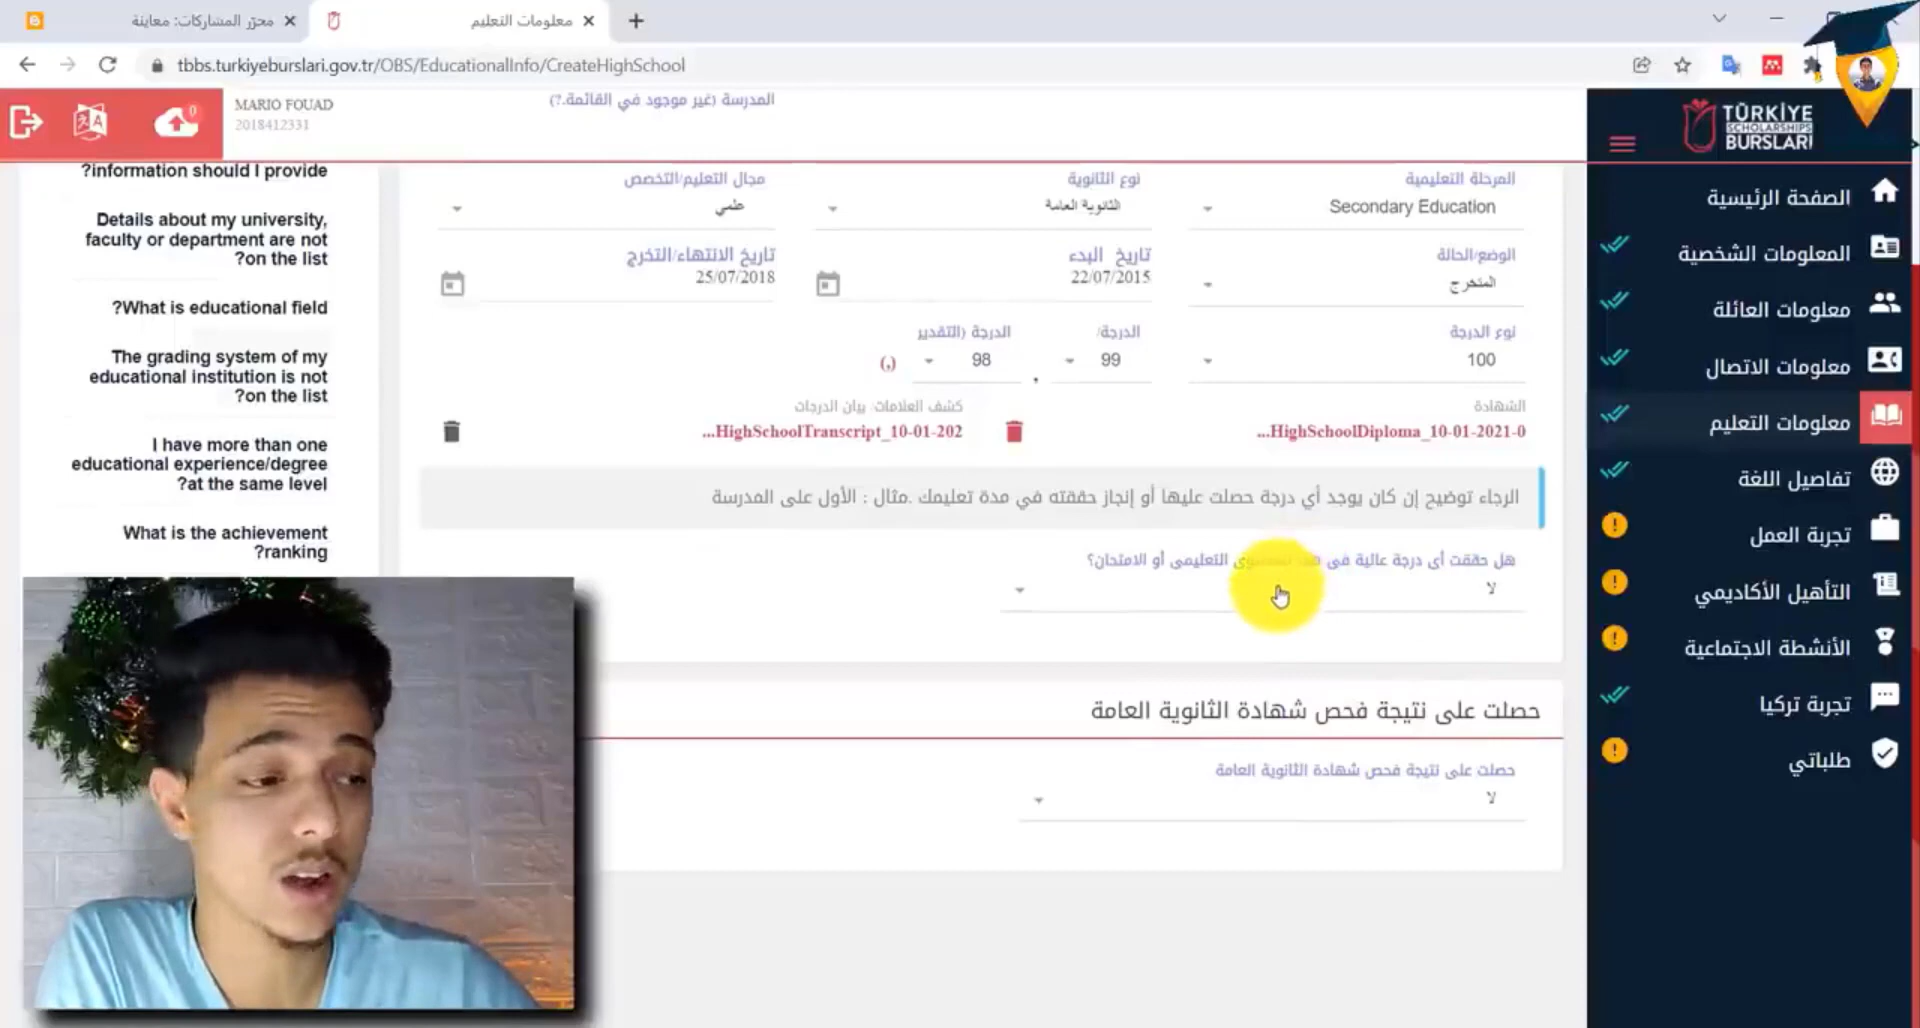 محرّر المشاركات: معاينة
معلومات التعليم
tbbs.turkiyeburslari.gov.tr/OBS/EducationalInfo/CreateHighSchool
0
MARIO FOUAD
2018412331
المدرسة (غير موجود في القائمة.?)
TÜRKİYE
SCHOLARSHIPS
BURSLARI
?information should I provide
Details about my university,
faculty or department are not
?on the list
?What is educational field
The grading system of my
educational institution is not
?on the list
I have more than one
educational experience/degree
?at the same level
What is the achievement
?ranking
المرحلة التعليمية
Secondary Education
نوع الثانوية
الثانوية العامة
مجال التعليم/التخصص
علمي
الوضع/الحالة
المتخرج
تاريخ البدء
22/07/2015
تاريخ الانتهاء/التخرج
25/07/2018
نوع الدرجة
100
الدرجة/
99
,
الدرجة (التقدير
98
(,)
الشهادة
...HighSchoolDiploma_10-01-2021-0
كشف العلامات/ بيان الدرجات
...HighSchoolTranscript_10-01-202
الرجاء توضيح إن كان يوجد أي درجة حصلت عليها أو إنجاز حققته في مدة تعليمك .مثال : الأول على المدرسة
هل حققت أى درجة عالية فى التعليمى أو الامتحان؟
لا
حصلت على نتيجة فحص شهادة الثانوية العامة
حصلت على نتيجة فحص شهادة الثانوية العامة
لا
الصفحة الرئيسية
المعلومات الشخصية
معلومات العائلة
معلومات الاتصال
معلومات التعليم
تفاصيل اللغة
تجربة العمل
التأهيل الأكاديمي
الأنشطة الاجتماعية
تجربة تركيا
طلباتي